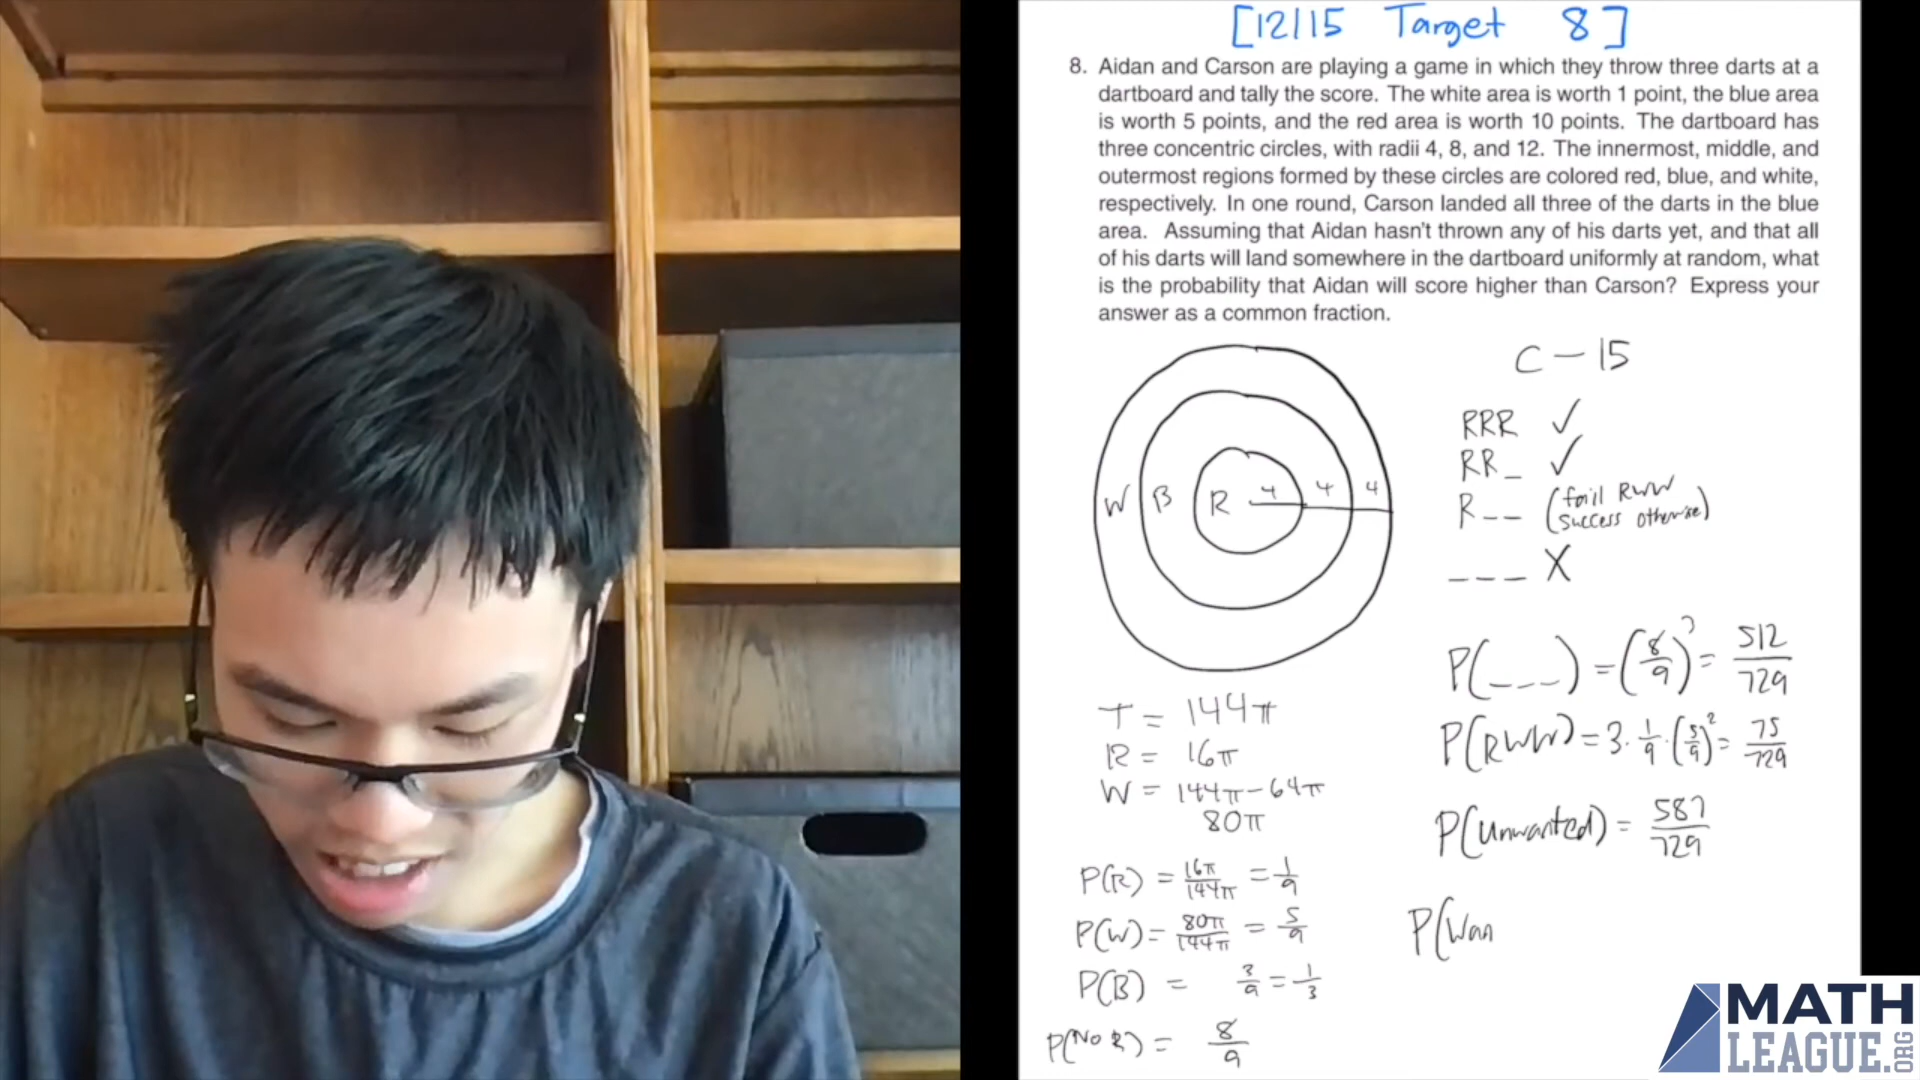 [12/15 Target 8]
8. Aidan and Carson are playing a game in which they throw three darts at a
dartboard and tally the score. The white area is worth 1 point, the blue area
is worth 5 points, and the red area is worth 10 points. The dartboard has
three concentric circles, with radii 4, 8, and 12. The innermost, middle, and
outermost regions formed by these circles are colored red, blue, and white,
respectively. In one round, Carson landed all three of the darts in the blue
area. Assuming that Aidan hasn't thrown any of his darts yet, and that all
of his darts will land somewhere in the dartboard uniformly at random, what
is the probability that Aidan will score higher than Carson? Express your
answer as a common fraction.
W B R 4 4 4
T = 144π
R = 16π
W = 144π - 64π
80π
P(R) = 16π/144π = 1/9
P(W) = 80π/144π = 5/9
P(B) = 3/9 = 1/3
P(No R) = 8/9
C - 15
RRR ✓
RR_ ✓
R__ (fail RWW
success otherwise)
___ X
P(___) = (8/9)³ = 512/729
P(RWW) = 3·1/9·(5/9)² = 75/729
P(Unwanted) = 587/729
P(Wan
MATH
LEAGUE.ORG